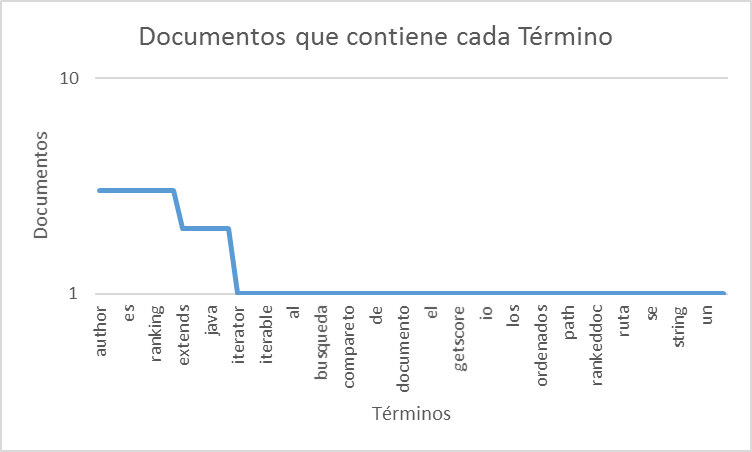 Documentos que contiene cada Término
10
1
Documentos
author
es
ranking
extends
java
iterator
iterable
al
busqueda
compareto
de
documento
el
getscore
io
los
ordenados
path
rankeddoc
ruta
se
string
un
Términos